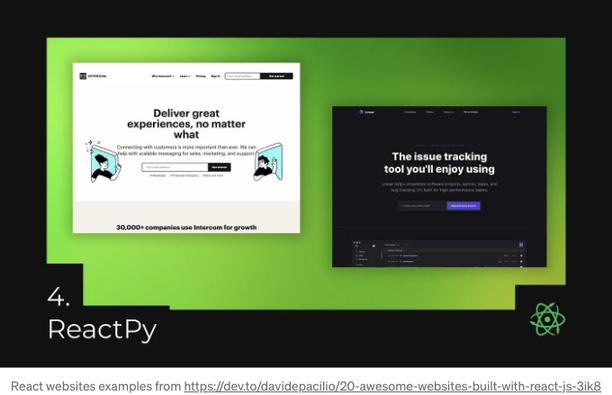 INTERCOM
Why Intercom? Learn Pricing Sign in
Get started
Deliver great
experiences, no matter
what
Connecting with customers is more important than ever. We can
help with scalable messaging for sales, marketing, and support.
Get started
30,000+ companies use Intercom for growth
Linear
The issue tracking
tool you'll enjoy using
Linear helps streamline software projects, sprints, tasks, and
bug tracking. It's built for high-performance teams.
4.
ReactPy
React websites examples from https://dev.to/davidepacilio/20-awesome-websites-built-with-react-js-3ik8